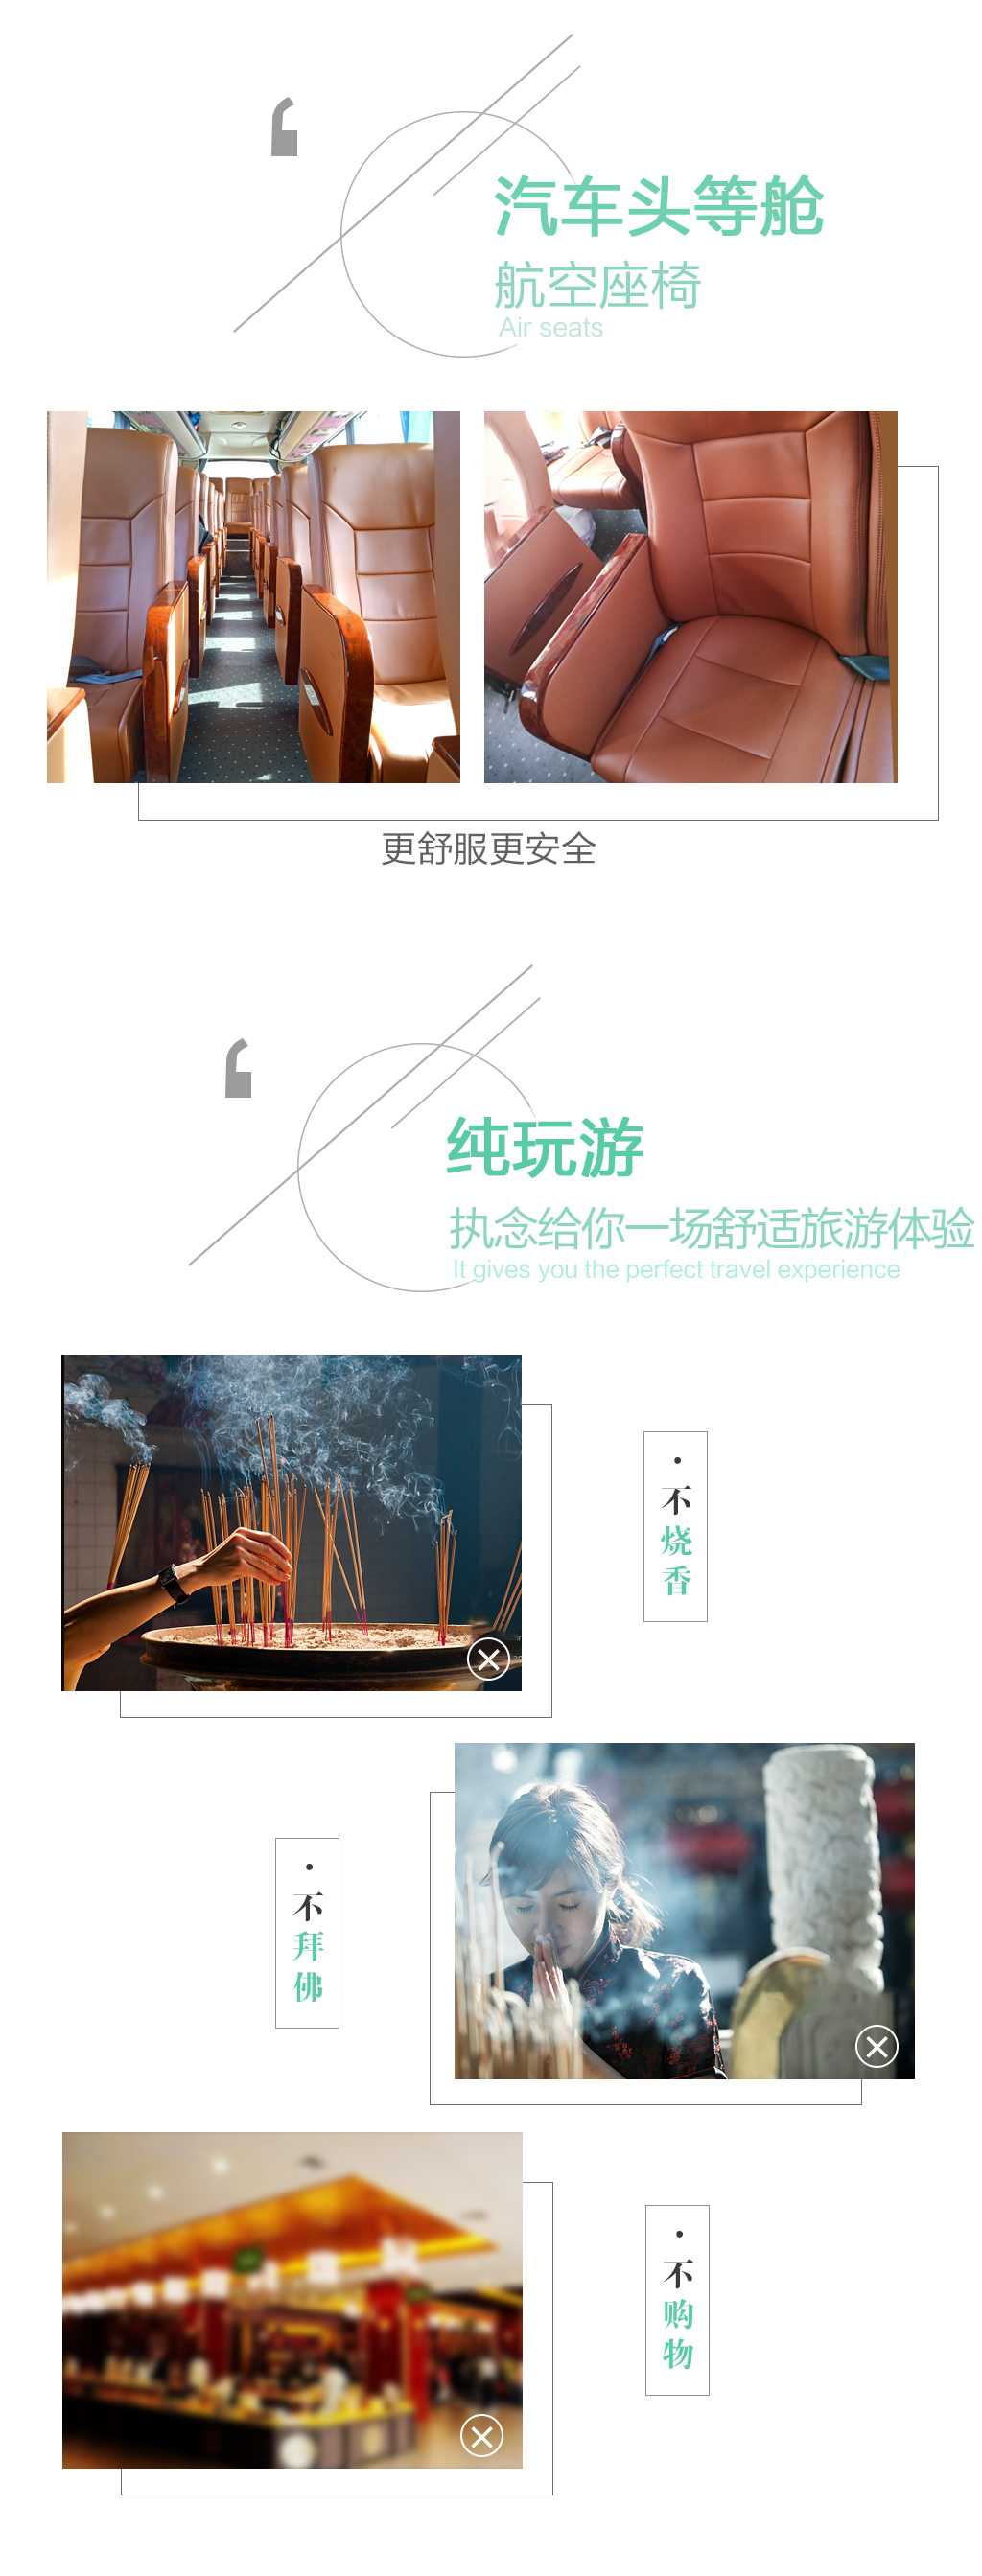 汽车头等舱
航空座椅
Air seats
更舒服更安全
纯玩游
执念给你一场舒适旅游体验
It gives you the perfect travel experience
·不烧香
·不拜佛
·不购物